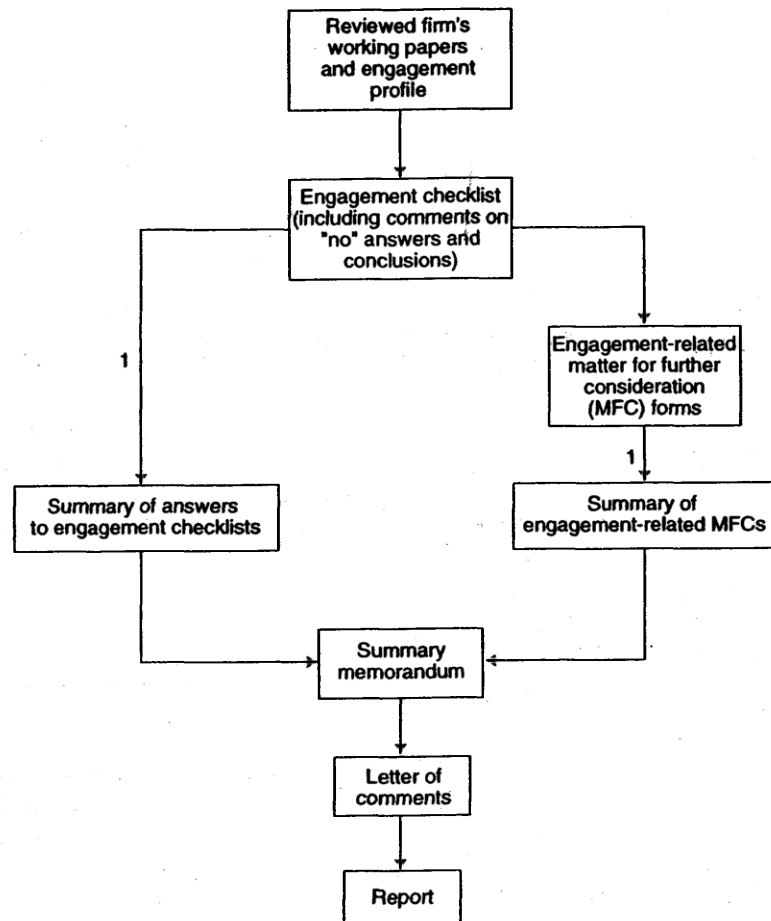 Reviewed firm's
working papers
and engagement
profile
Engagement checklist
(including comments on
"no" answers and
conclusions)
1
Engagement-related
matter for further
consideration
(MFC) forms
1
Summary of answers
to engagement checklists
Summary of
engagement-related MFCs
Summary
memorandum
Letter of
comments
Report